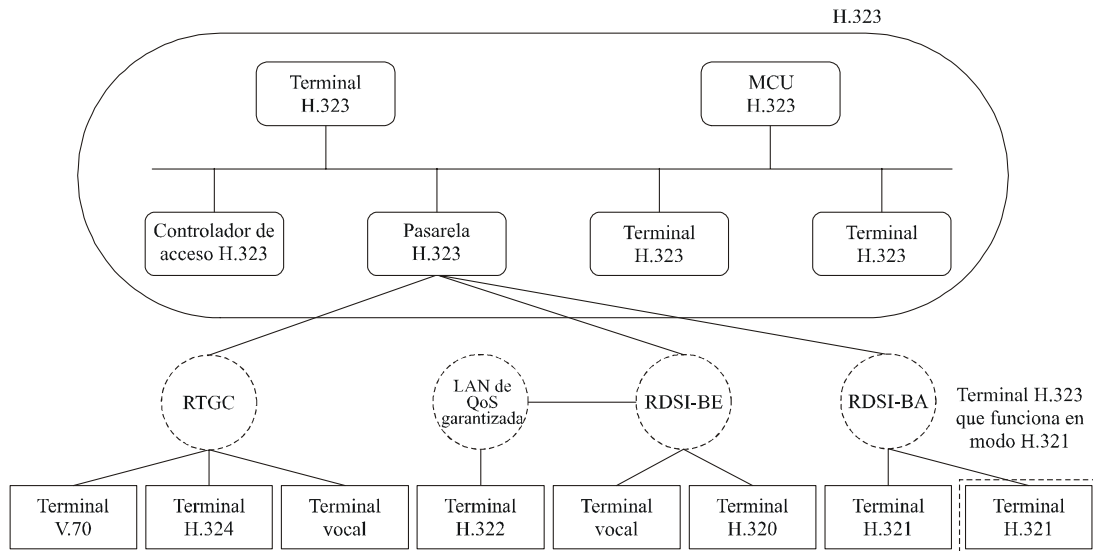 H.323
Terminal
H.323
MCU
H.323
Controlador de
acceso H.323
Pasarela
H.323
Terminal
H.323
Terminal
H.323
RTGC
LAN de
QoS
garantizada
RDSI-BE
RDSI-BA
Terminal H.323
que funciona en
modo H.321
Terminal
V.70
Terminal
H.324
Terminal
vocal
Terminal
H.322
Terminal
vocal
Terminal
H.320
Terminal
H.321
Terminal
H.321